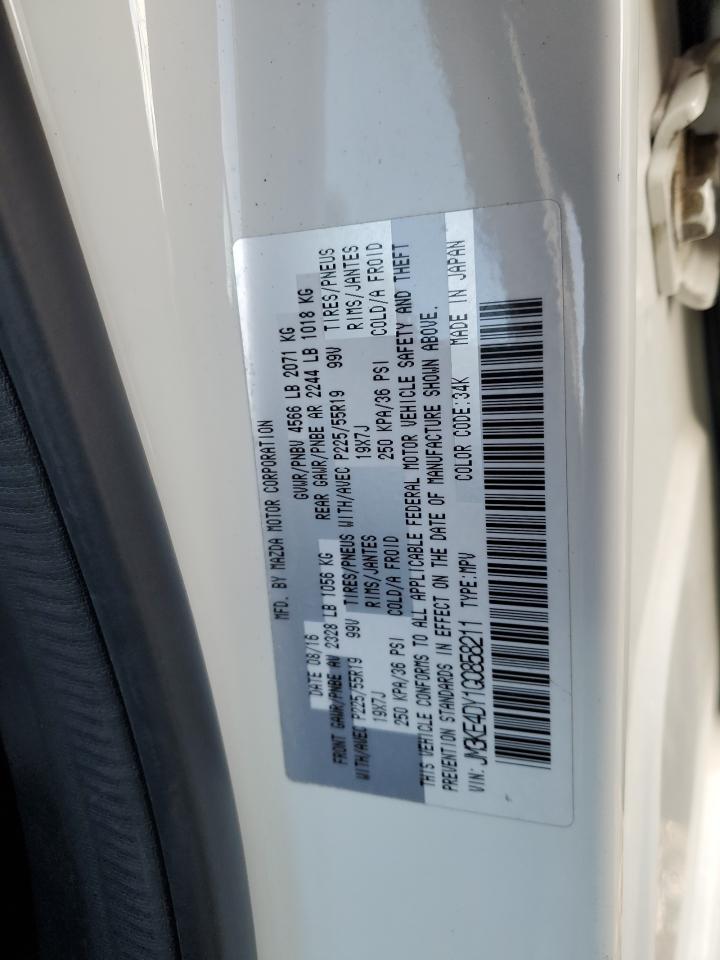 MFD. BY MAZDA MOTOR CORPORATION
DATE 08/16 GVWR/PNBV 4566 LB 2071 KG
FRONT GAWR/PNBE AV 2328 LB 1056 KG REAR GAWR/PNBE AR 2244 LB 1018 KG
WITH/AVEC P225/55R19 99V TIRES/PNEUS WITH/AVEC P225/55R19 99V TIRES/PNEUS
19X7J RIMS/JANTES 19X7J RIMS/JANTES
250 KPA/36 PSI COLD/A FROID 250 KPA/36 PSI COLD/A FROID
THIS VEHICLE CONFORMS TO ALL APPLICABLE FEDERAL MOTOR VEHICLE SAFETY AND THEFT
PREVENTION STANDARDS IN EFFECT ON THE DATE OF MANUFACTURE SHOWN ABOVE.
VIN: JM3KE4DY1G0858211 TYPE:MPV COLOR CODE:34K MADE IN JAPAN